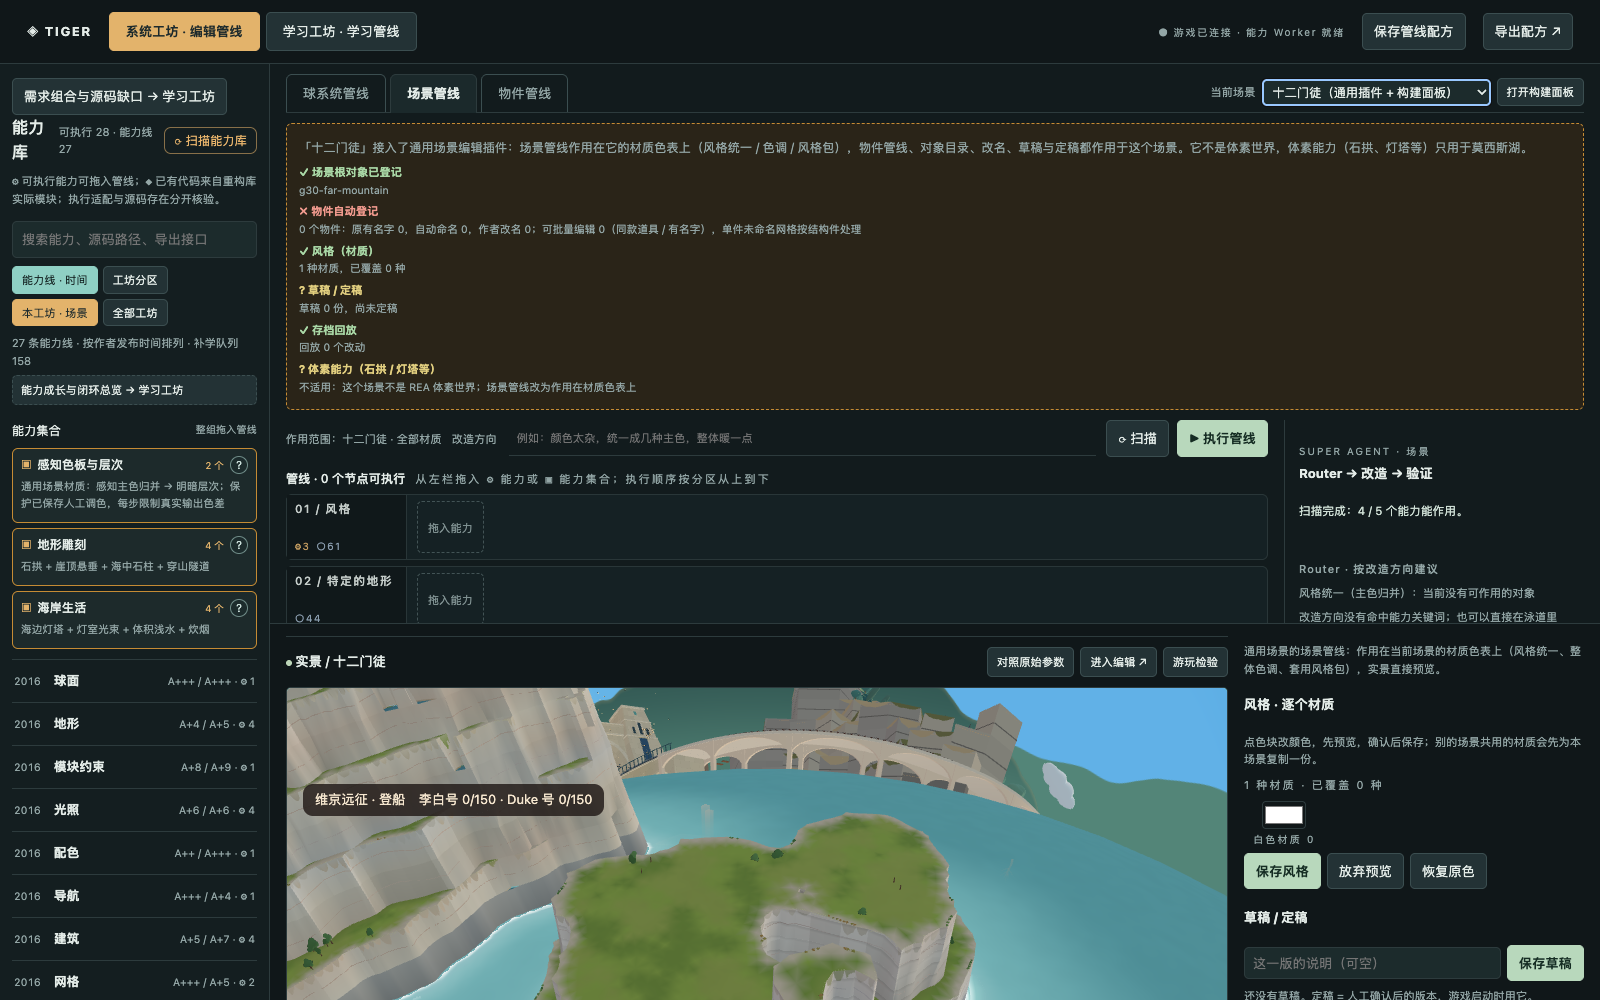 ◈ TIGER
系统工坊 · 编辑管线
学习工坊 · 学习管线
游戏已连接 · 能力 Worker 就绪
保存管线配方
导出配方 ↗
需求组合与源码缺口 → 学习工坊
能力库
可执行 28 · 能力线 27
⟳ 扫描能力库
⚙ 可执行能力可拖入管线；◆ 已有代码来自重构库
实际模块；执行适配与源码存在分开核验。
搜索能力、源码路径、导出接口
能力线 · 时间
工坊分区
本工坊 · 场景
全部工坊
27 条能力线 · 按作者发布时间排列 · 补学队列
158
能力成长与闭环总览 → 学习工坊
能力集合
整组拖入管线
▣ 感知色板与层次
2 个 ?
通用场景材质：感知主色归并 → 明暗层次；保
护已保存人工调色，每步限制真实输出色差
▣ 地形雕刻
4 个 ?
石拱 + 崖顶悬垂 + 海中石柱 + 穿山隧道
▣ 海岸生活
4 个 ?
海边灯塔 + 灯室光束 + 体积浅水 + 炊烟
2016 球面 A+++ / A+++ · ⚙ 1
2016 地形 A+4 / A+5 · ⚙ 4
2016 模块约束 A+8 / A+9 · ⚙ 1
2016 光照 A+6 / A+6 · ⚙ 4
2016 配色 A++ / A+++ · ⚙ 1
2016 导航 A+++ / A+4 · ⚙ 1
2016 建筑 A+5 / A+7 · ⚙ 4
2016 网格 A+++ / A+5 · ⚙ 2
球系统管线
场景管线
物件管线
当前场景
十二门徒（通用插件 + 构建面板）
打开构建面板
「十二门徒」接入了通用场景编辑插件：场景管线作用在它的材质色表上（风格统一 / 色调 / 风格包），物件管线、对象目录、改名、草稿与定稿都作用于这个场景。它不是体素世界，体素能力（石拱、灯塔等）只用于莫西斯湖。
✓ 场景根对象已登记
g30-far-mountain
✕ 物件自动登记
0 个物件：原有名字 0，自动命名 0，作者改名 0；可批量编辑 0（同款道具 / 有名字），单件未命名网格按结构件处理
✓ 风格（材质）
1 种材质，已覆盖 0 种
? 草稿 / 定稿
草稿 0 份，尚未定稿
✓ 存档回放
回放 0 个改动
? 体素能力（石拱 / 灯塔等）
不适用：这个场景不是 REA 体素世界；场景管线改为作用在材质色表上
作用范围：十二门徒 · 全部材质
改造方向
例如：颜色太杂，统一成几种主色，整体暖一点
⟳ 扫描
▶ 执行管线
管线 · 0 个节点可执行
从左栏拖入 ⚙ 能力或 ▣ 能力集合；执行顺序按分区从上到下
01 / 风格
⚙3 ○61
拖入能力
02 / 特定的地形
○44
拖入能力
SUPER AGENT · 场景
Router → 改造 → 验证
扫描完成：4 / 5 个能力能作用。
Router · 按改造方向建议
风格统一（主色归并）：当前没有可作用的对象
改造方向没有命中能力关键词；也可以直接在泳道里
实景 / 十二门徒
对照原始参数
进入编辑 ↗
游玩检验
维京远征 · 登船 李白号 0/150 · Duke 号 0/150
通用场景的场景管线：作用在当前场景的材质色表上（风格统一、整
体色调、套用风格包），实景直接预览。
风格 · 逐个材质
点色块改颜色，先预览，确认后保存；别的场景共用的材质会先为本
场景复制一份。
1 种材质 · 已覆盖 0 种
白色材质 0
保存风格
放弃预览
恢复原色
草稿 / 定稿
这一版的说明（可空）
保存草稿
还没有草稿。定稿 = 人工确认后的版本，游戏启动时用它。